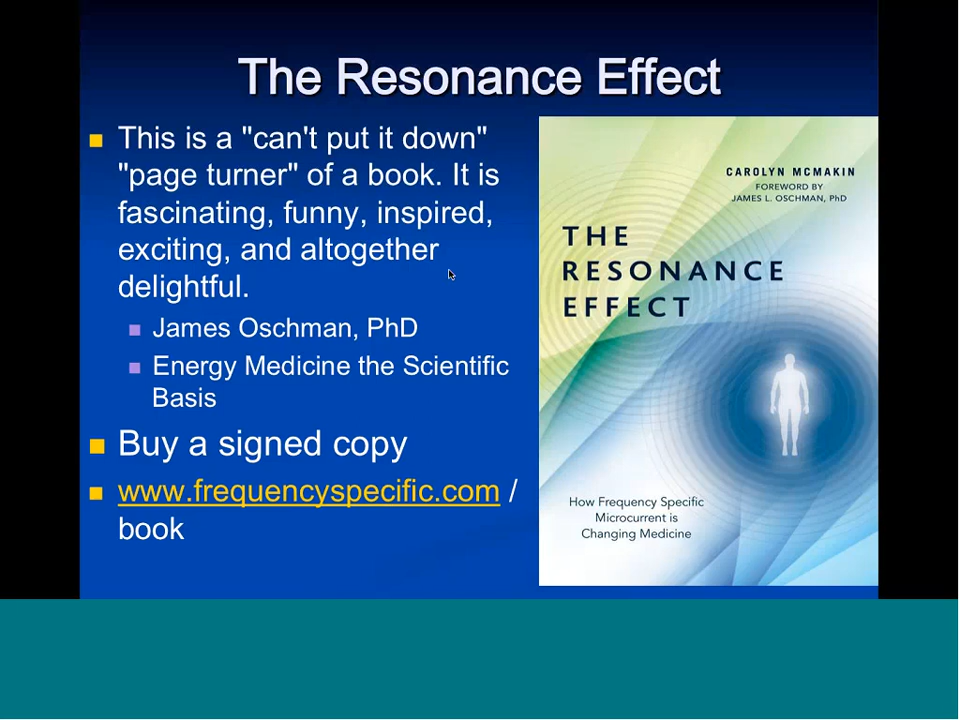 The Resonance Effect
This is a "can't put it down"
"page turner" of a book. It is
fascinating, funny, inspired,
exciting, and altogether
delightful.
James Oschman, PhD
Energy Medicine the Scientific
Basis
Buy a signed copy
www.frequencyspecific.com /
book
CAROLYN MCMAKIN
FOREWORD BY
JAMES L. OSCHMAN, PhD
THE
RESONANCE
EFFECT
How Frequency Specific
Microcurrent is
Changing Medicine